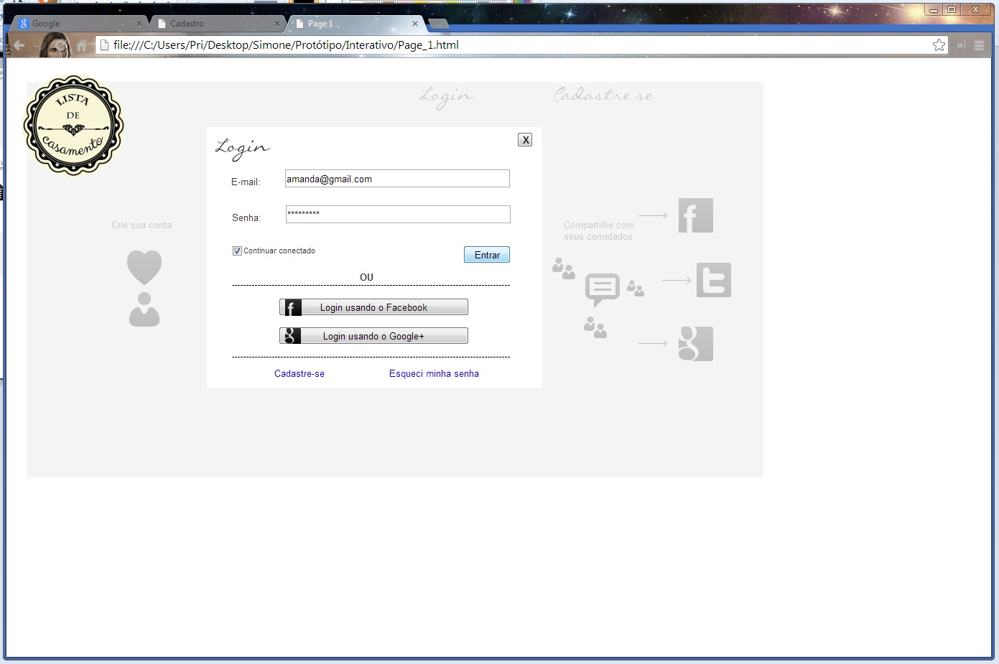 Google
Cadastro
Page1
file:///C:/Users/Pri/Desktop/Simone/Protótipo/Interativo/Page_1.html
LISTA
DE
casamento
Login
Cadastre se
Login
X
E-mail:
amanda@gmail.com
Senha:
*********
Continuar conectado
Entrar
OU
Login usando o Facebook
Login usando o Google+
Cadastre-se
Esqueci minha senha
Crie sua conta
Compartilhe com
seus convidados